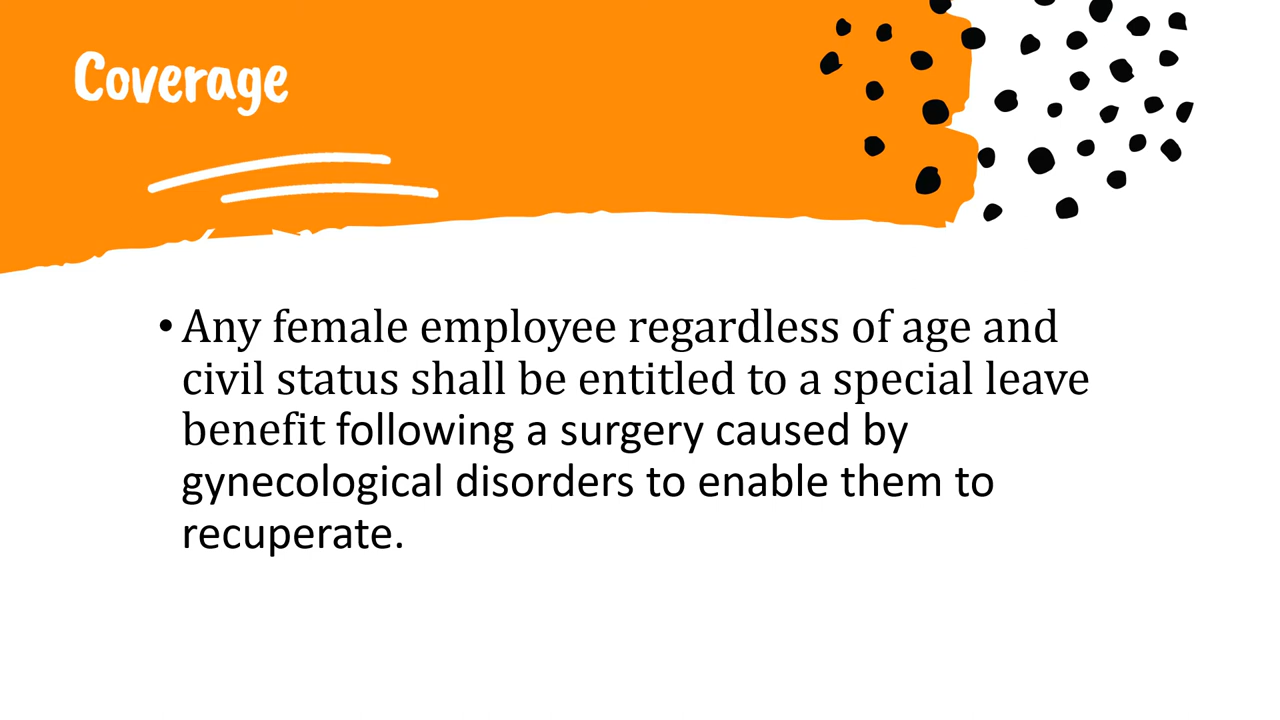 Coverage
• Any female employee regardless of age and
civil status shall be entitled to a special leave
benefit following a surgery caused by
gynecological disorders to enable them to
recuperate.